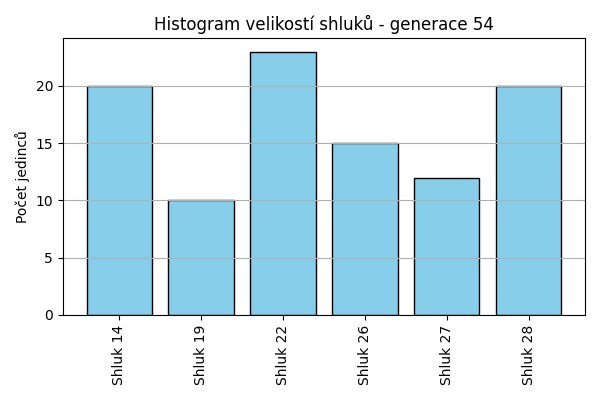 Histogram velikostí shluků - generace 54
Počet jedinců
20
15
10
5
0
Shluk 14
Shluk 19
Shluk 22
Shluk 26
Shluk 27
Shluk 28